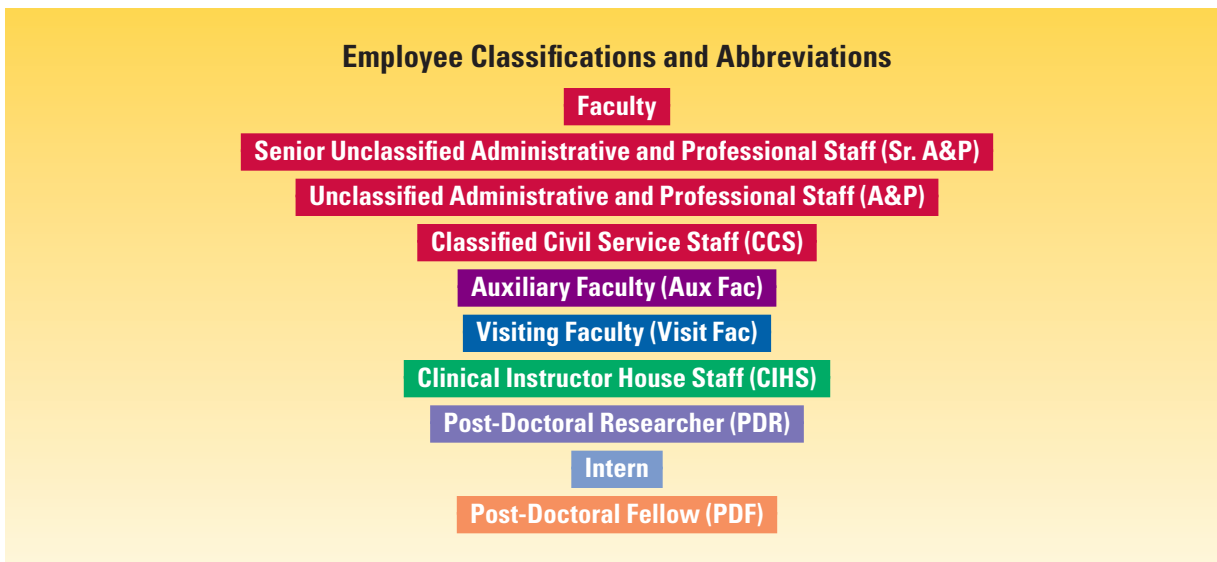 Employee Classifications and Abbreviations
Faculty
Senior Unclassified Administrative and Professional Staff (Sr. A&P)
Unclassified Administrative and Professional Staff (A&P)
Classified Civil Service Staff (CCS)
Auxiliary Faculty (Aux Fac)
Visiting Faculty (Visit Fac)
Clinical Instructor House Staff (CIHS)
Post-Doctoral Researcher (PDR)
Intern
Post-Doctoral Fellow (PDF)